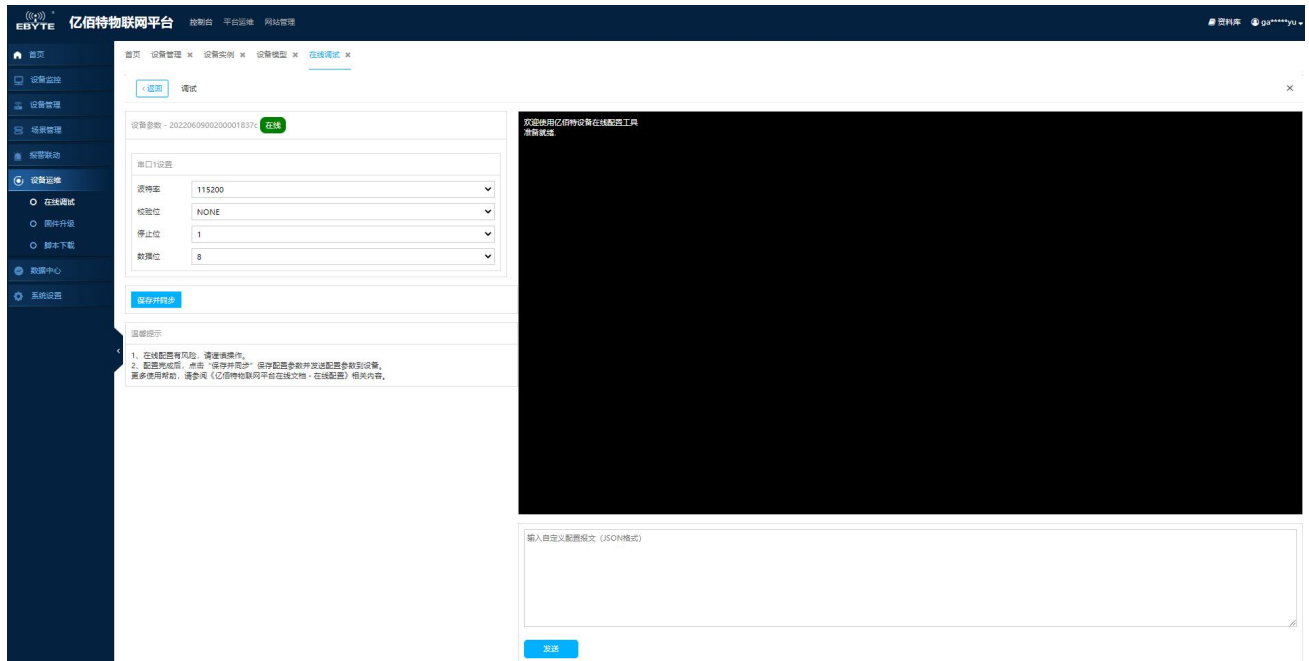 EBYTE 亿佰特物联网平台 控制台 平台运维 网站管理 资料库 ga*****yu
首页
设备监控
设备管理
场景管理
报警联动
设备运维
在线调试
固件升级
脚本下载
数据中心
系统设置
首页 设备管理 × 设备实例 × 设备模型 × 在线调试 ×
‹返回 调试 ×
设备参数 - 2022060900200001837c 在线
串口1设置
波特率 115200
校验位 NONE
停止位 1
数据位 8
保存并同步
温馨提示
1、在线配置有风险,请谨慎操作。
2、配置完成后,点击“保存并同步”保存配置参数并发送配置参数到设备。
更多使用帮助,请参阅《亿佰特物联网平台在线文档 - 在线配置》相关内容。
欢迎使用亿佰特设备在线配置工具
准备就绪.
输入自定义配置报文(JSON格式)
发送